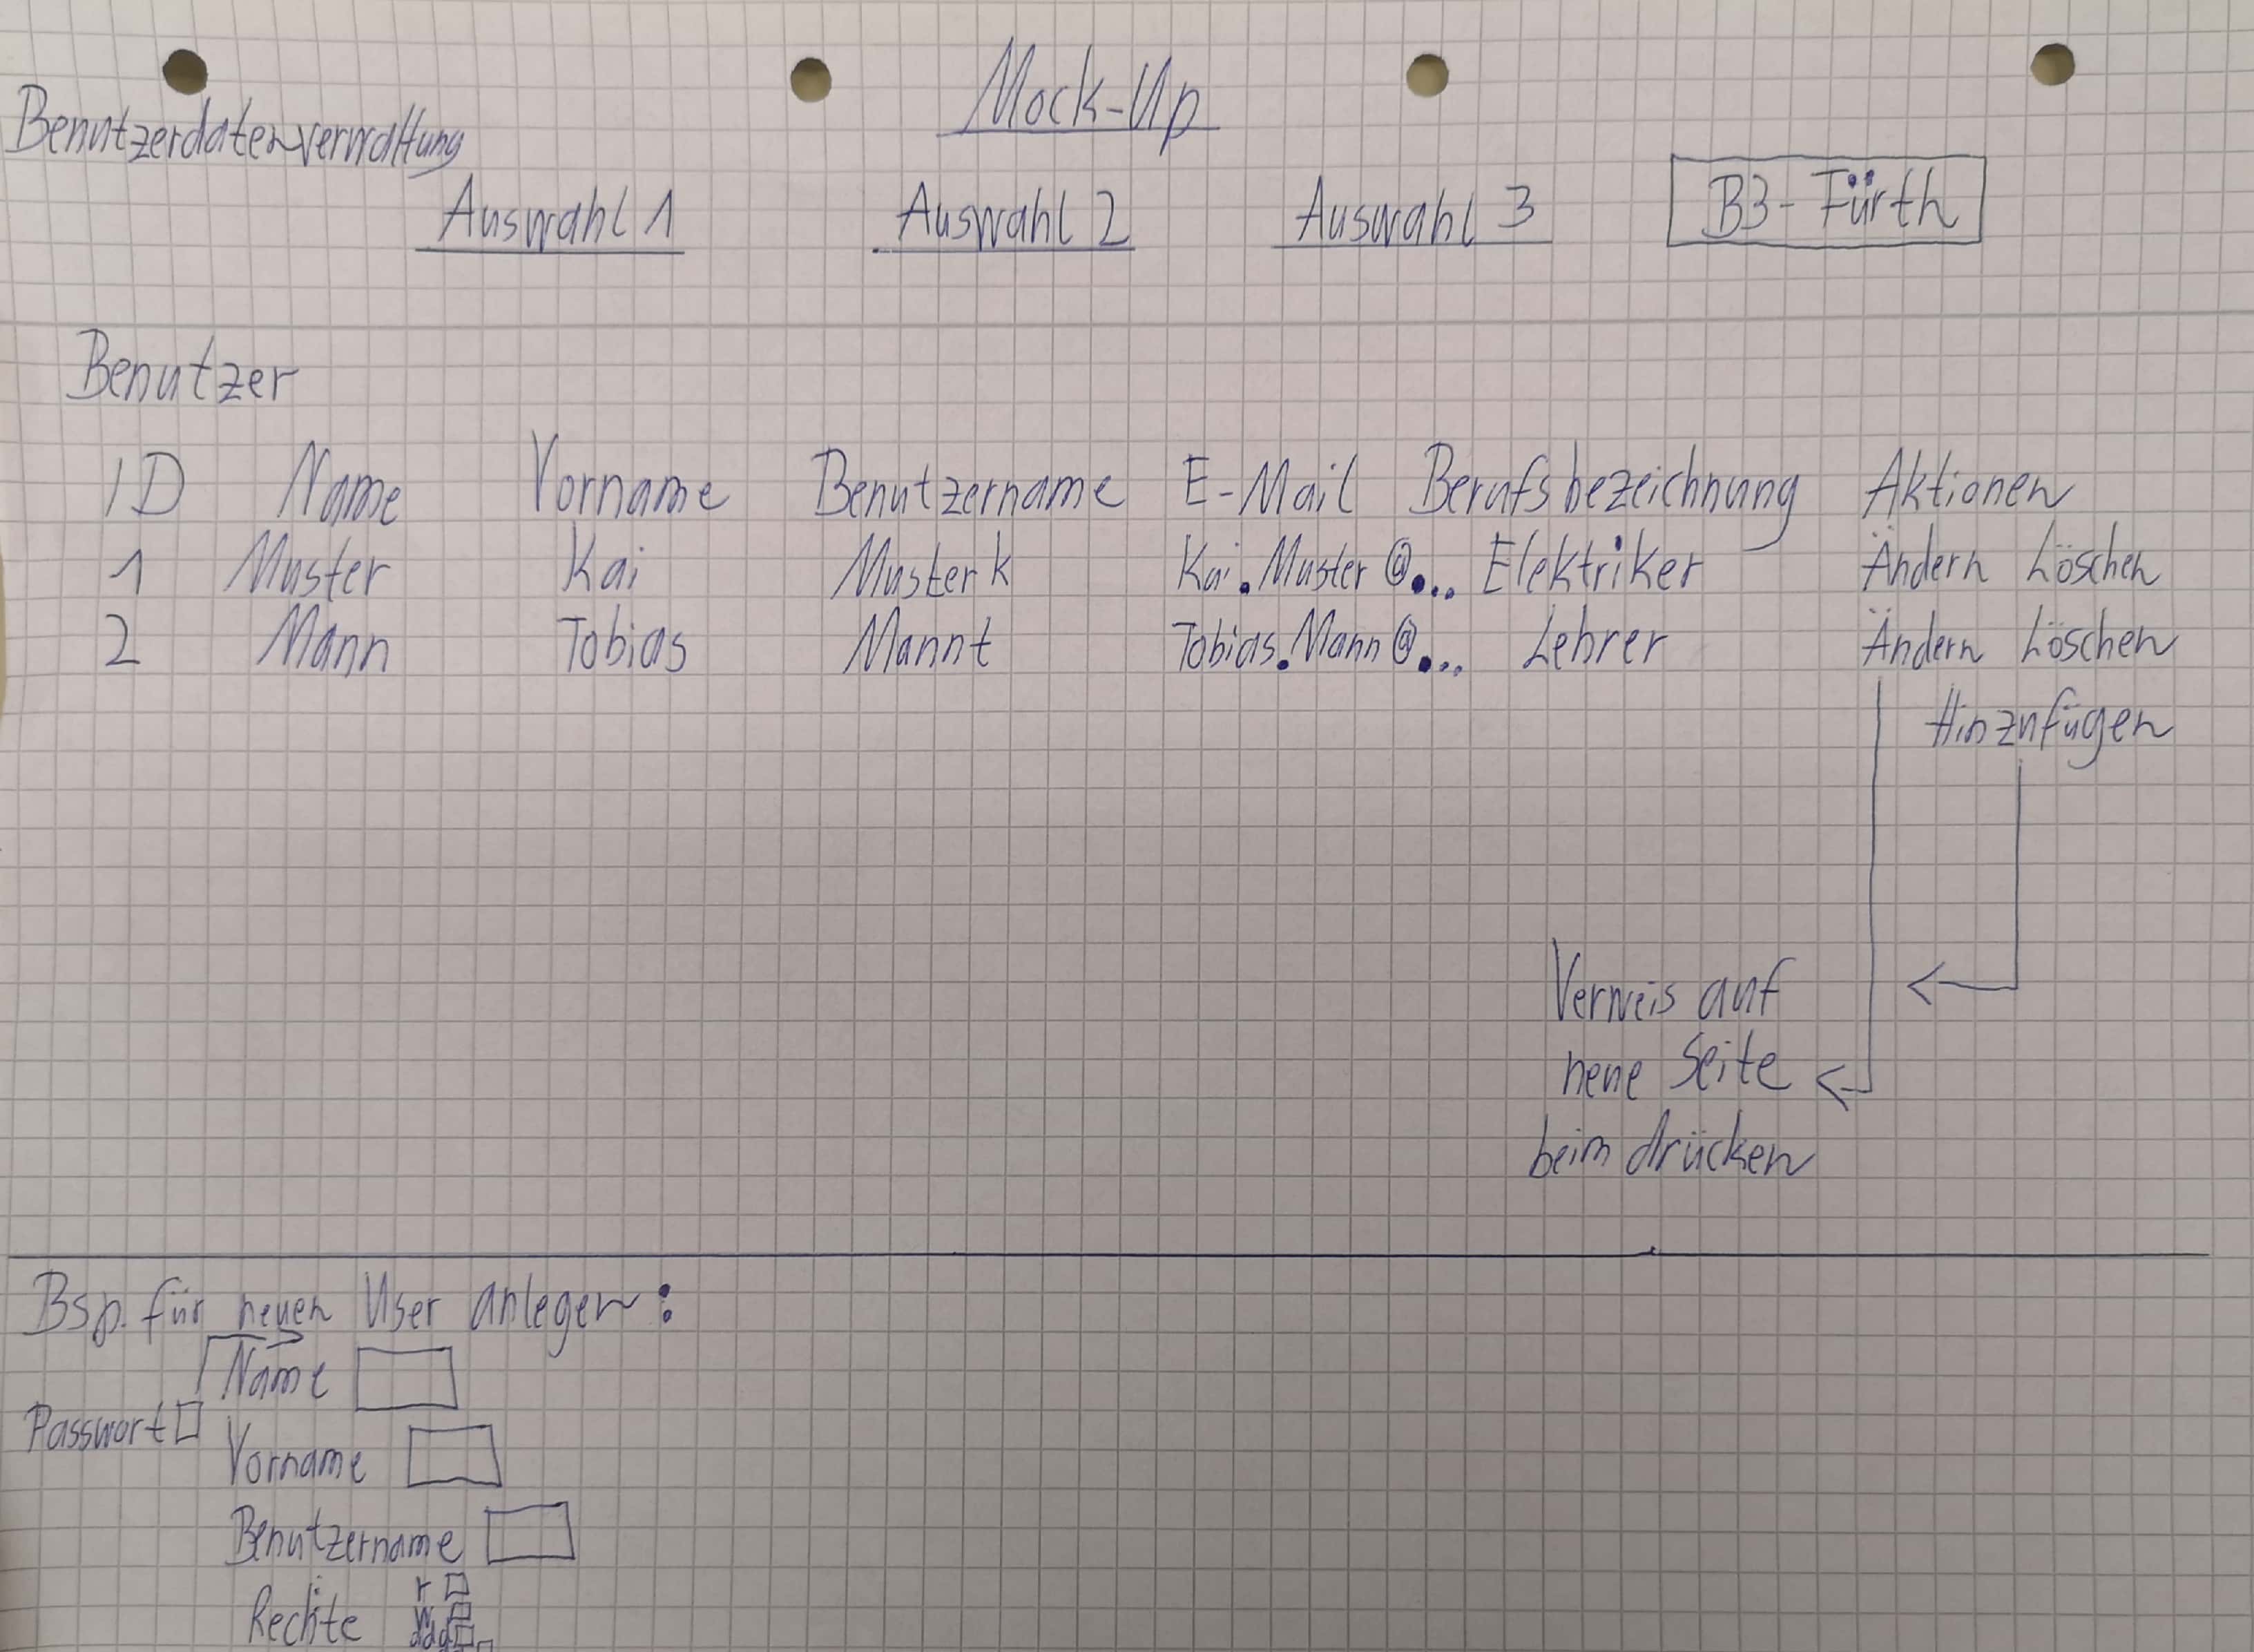 Mock-Up
Benutzerdatenverwaltung
Auswahl 1 Auswahl 2 Auswahl 3 B3-Fürth
Benutzer
ID Name Vorname Benutzername E-Mail Berufsbezeichnung Aktionen
1 Muster Kai Musterk Kai.Muster@... Elektriker Ändern Löschen
2 Mann Tobias Mannt Tobias.Mann@... Lehrer Ändern Löschen
Hinzufügen
Verweis auf
neue Seite
beim drücken
Bsp. für neuen User anlegen:
Name
Passwort
Vorname
Benutzername
Rechte r
w